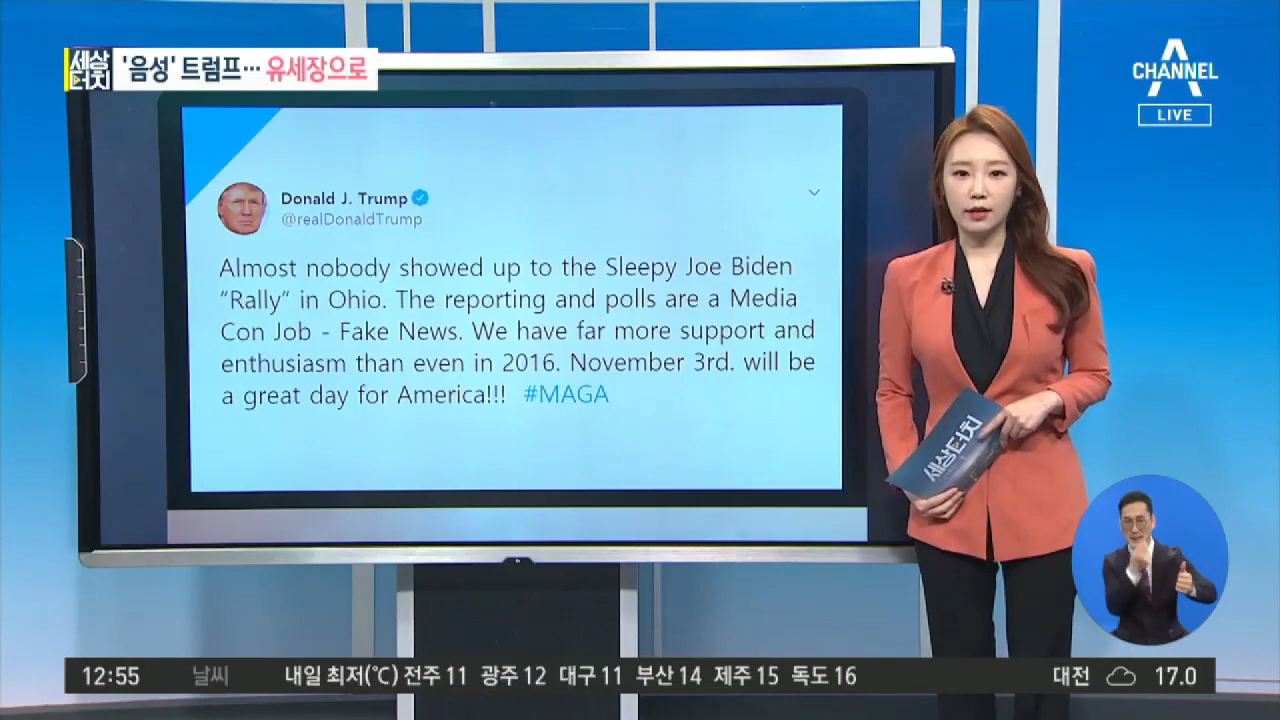 세상
터치
'음성' 트럼프… 유세장으로
CHANNEL
LIVE
Donald J. Trump
@realDonaldTrump
Almost nobody showed up to the Sleepy Joe Biden
“Rally” in Ohio. The reporting and polls are a Media
Con Job - Fake News. We have far more support and
enthusiasm than even in 2016. November 3rd. will be
a great day for America!!! #MAGA
세상터치
12:55 날씨 내일 최저(℃) 전주 11 광주 12 대구 11 부산 14 제주 15 독도 16 대전 17.0